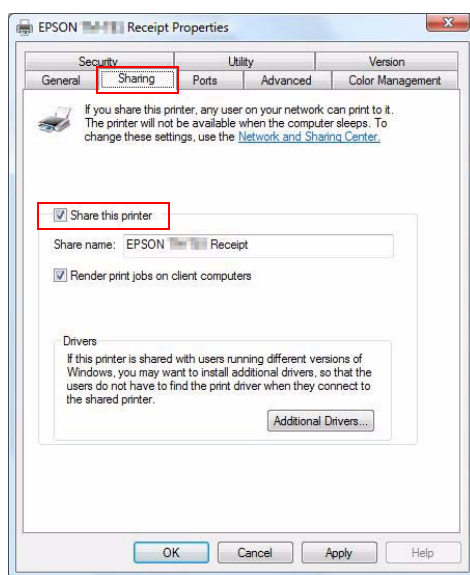 EPSON Receipt Properties
Security Utility Version
General Sharing Ports Advanced Color Management
If you share this printer, any user on your network can print to it.
The printer will not be available when the computer sleeps. To
change these settings, use the Network and Sharing Center.
Share this printer
Share name: EPSON Receipt
Render print jobs on client computers
Drivers
If this printer is shared with users running different versions of
Windows, you may want to install additional drivers, so that the
users do not have to find the print driver when they connect to
the shared printer.
Additional Drivers...
OK Cancel Apply Help